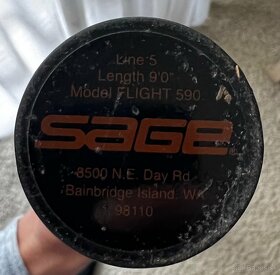 Line 5
Length 9'0"
Model FLIGHT 590
SAGE
8500 N.E. Day Rd
Bainbridge Island, WA
98110